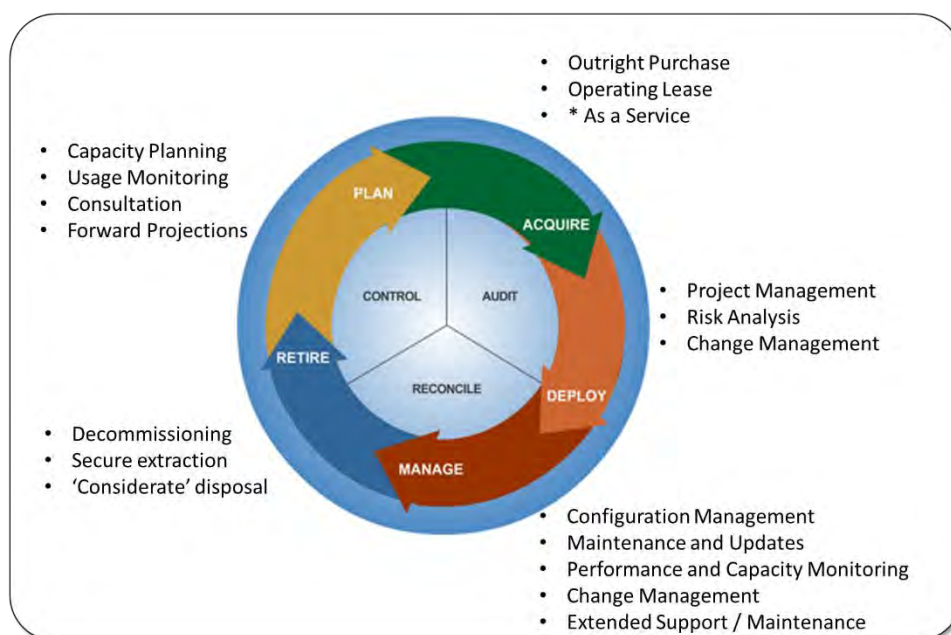 • Outright Purchase
• Operating Lease
• * As a Service
• Capacity Planning
• Usage Monitoring
• Consultation
• Forward Projections
PLAN
ACQUIRE
CONTROL
AUDIT
• Project Management
• Risk Analysis
• Change Management
RETIRE
RECONCILE
DEPLOY
• Decommissioning
• Secure extraction
• ‘Considerate’ disposal
MANAGE
• Configuration Management
• Maintenance and Updates
• Performance and Capacity Monitoring
• Change Management
• Extended Support / Maintenance